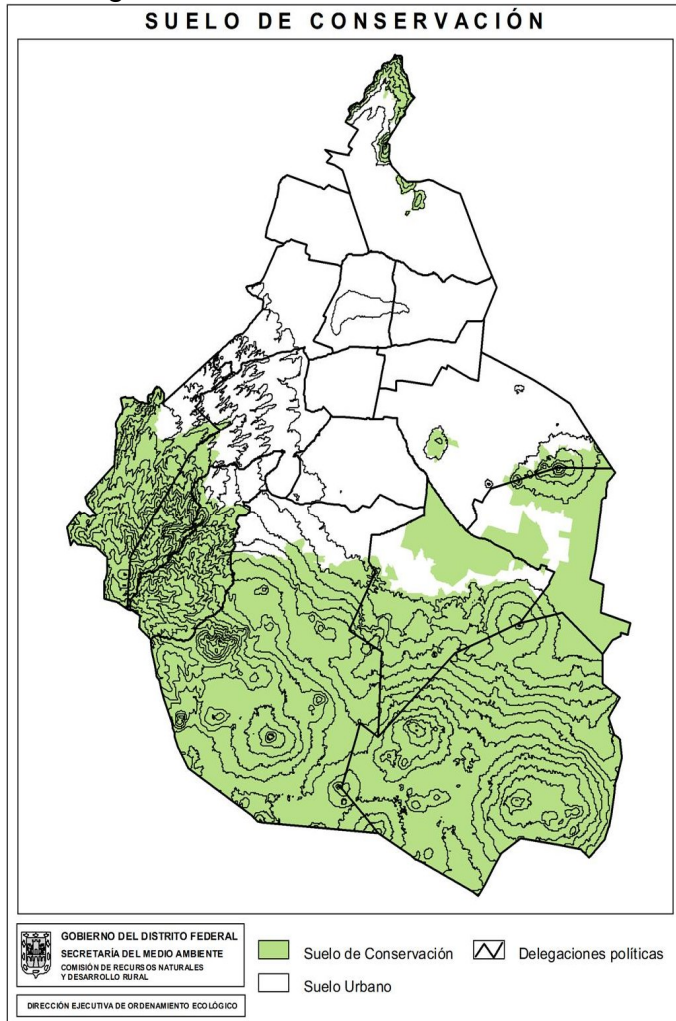 SUELO DE CONSERVACIÓN
GOBIERNO DEL DISTRITO FEDERAL
SECRETARÍA DEL MEDIO AMBIENTE
COMISIÓN DE RECURSOS NATURALES
Y DESARROLLO RURAL
DIRECCIÓN EJECUTIVA DE ORDENAMIENTO ECOLÓGICO
Suelo de Conservación
Delegaciones políticas
Suelo Urbano